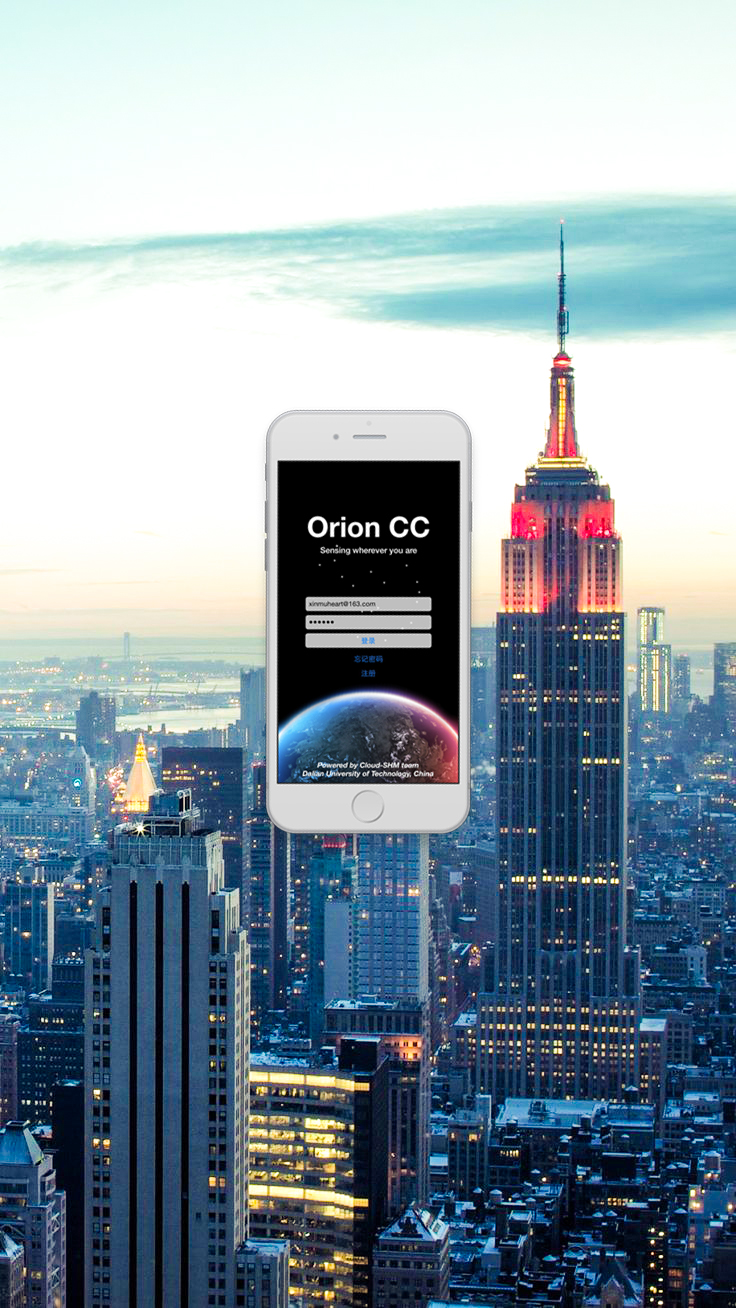 Orion CC
Sensing wherever you are
xinmuheart@163.com
••••••
登录
忘记密码
注册
Powered by Cloud-SHM team
Dalian University of Technology, China